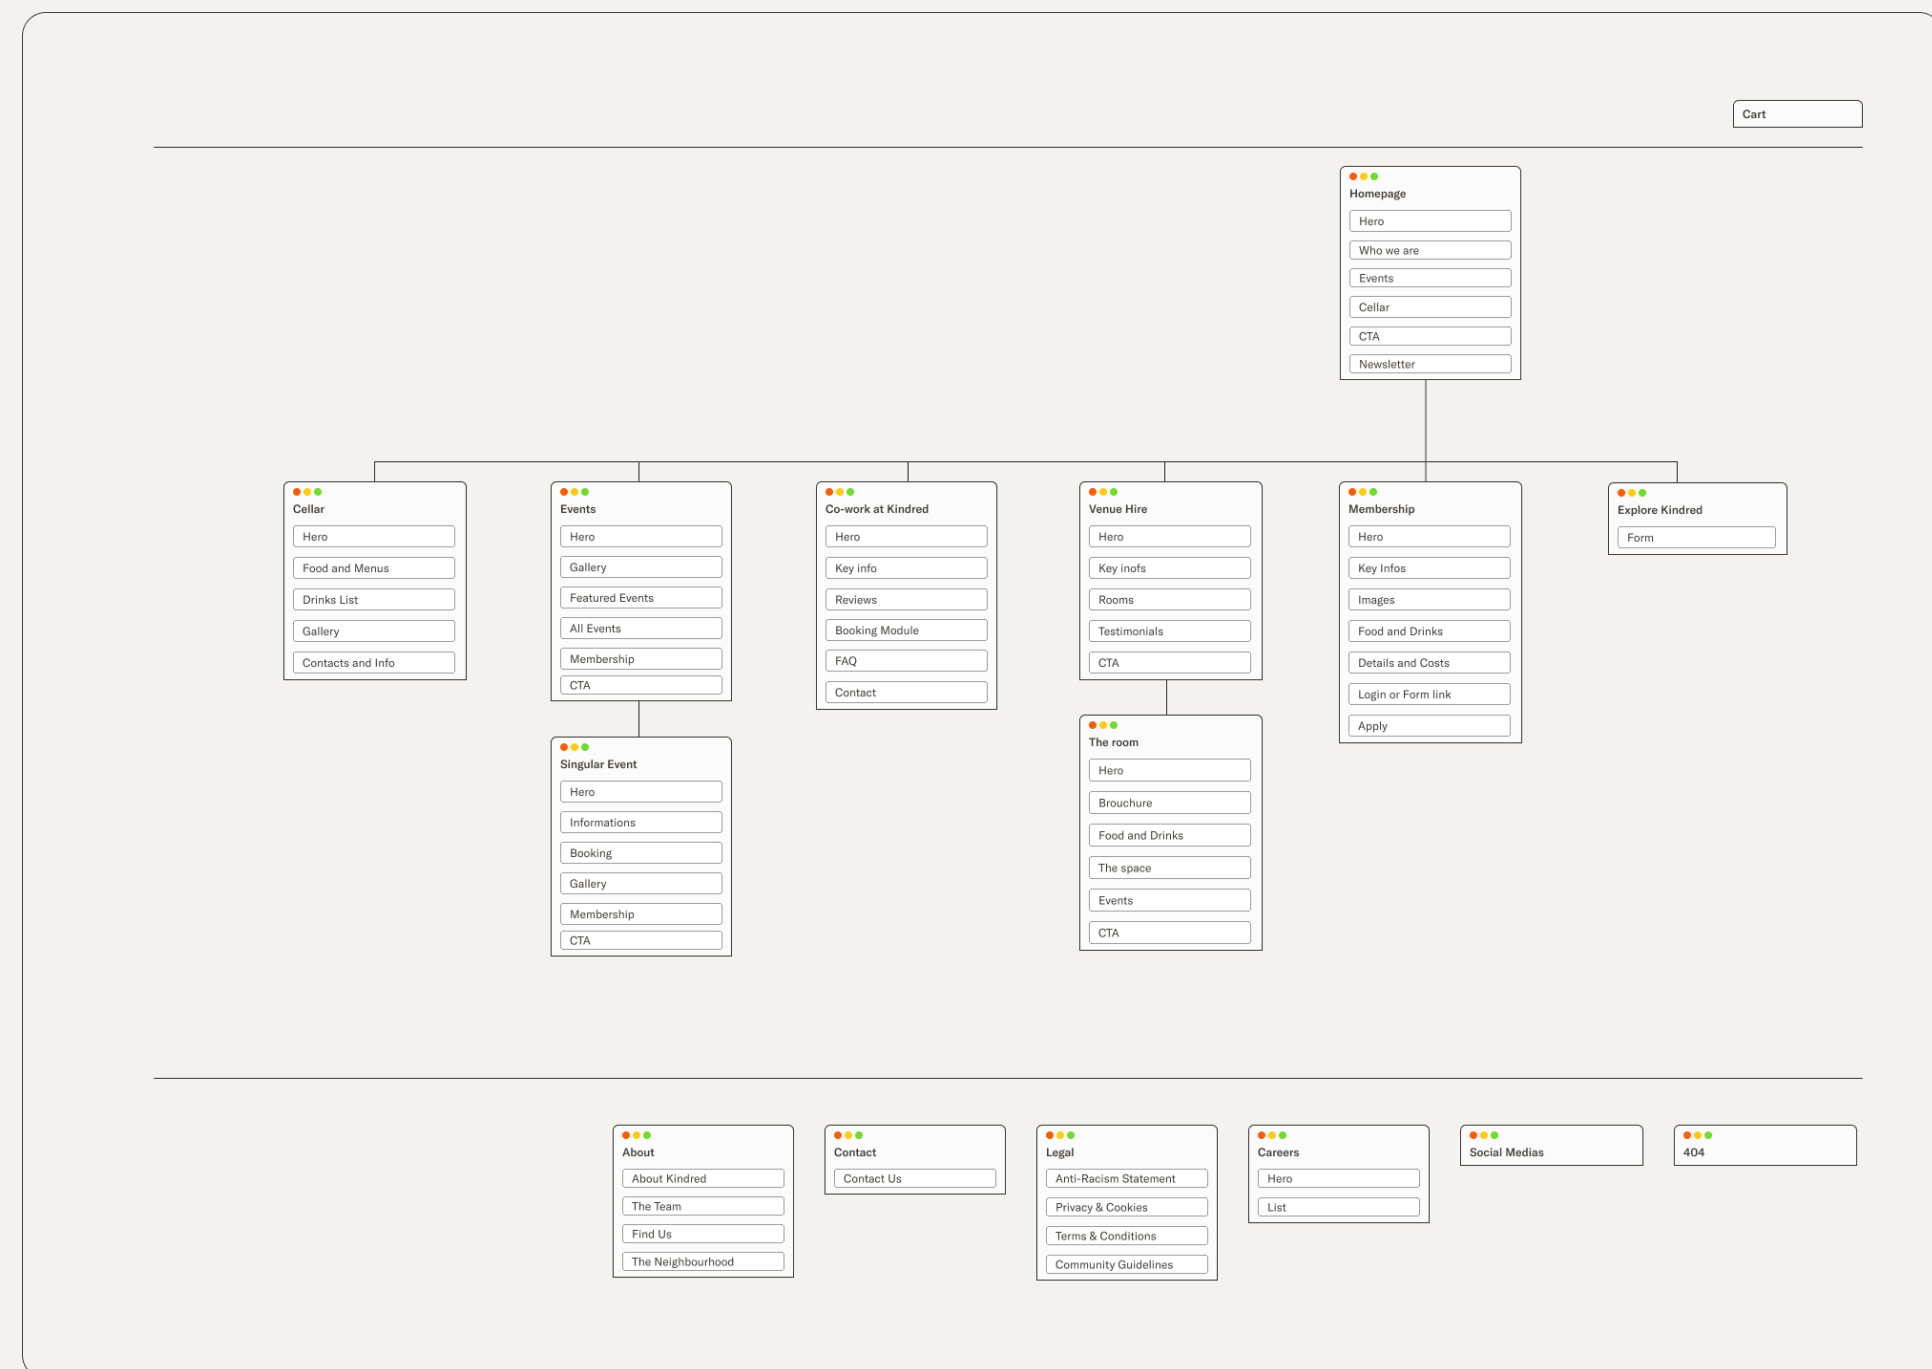 Cart
Homepage
Hero
Who we are
Events
Cellar
CTA
Newsletter
Cellar
Hero
Food and Menus
Drinks List
Gallery
Contacts and Info
Events
Hero
Gallery
Featured Events
All Events
Membership
CTA
Singular Event
Hero
Informations
Booking
Gallery
Membership
CTA
Co-work at Kindred
Hero
Key info
Reviews
Booking Module
FAQ
Contact
Venue Hire
Hero
Key inofs
Rooms
Testimonials
CTA
The room
Hero
Brouchure
Food and Drinks
The space
Events
CTA
Membership
Hero
Key Infos
Images
Food and Drinks
Details and Costs
Login or Form link
Apply
Explore Kindred
Form
About
About Kindred
The Team
Find Us
The Neighbourhood
Contact
Contact Us
Legal
Anti-Racism Statement
Privacy & Cookies
Terms & Conditions
Community Guidelines
Careers
Hero
List
Social Medias
404